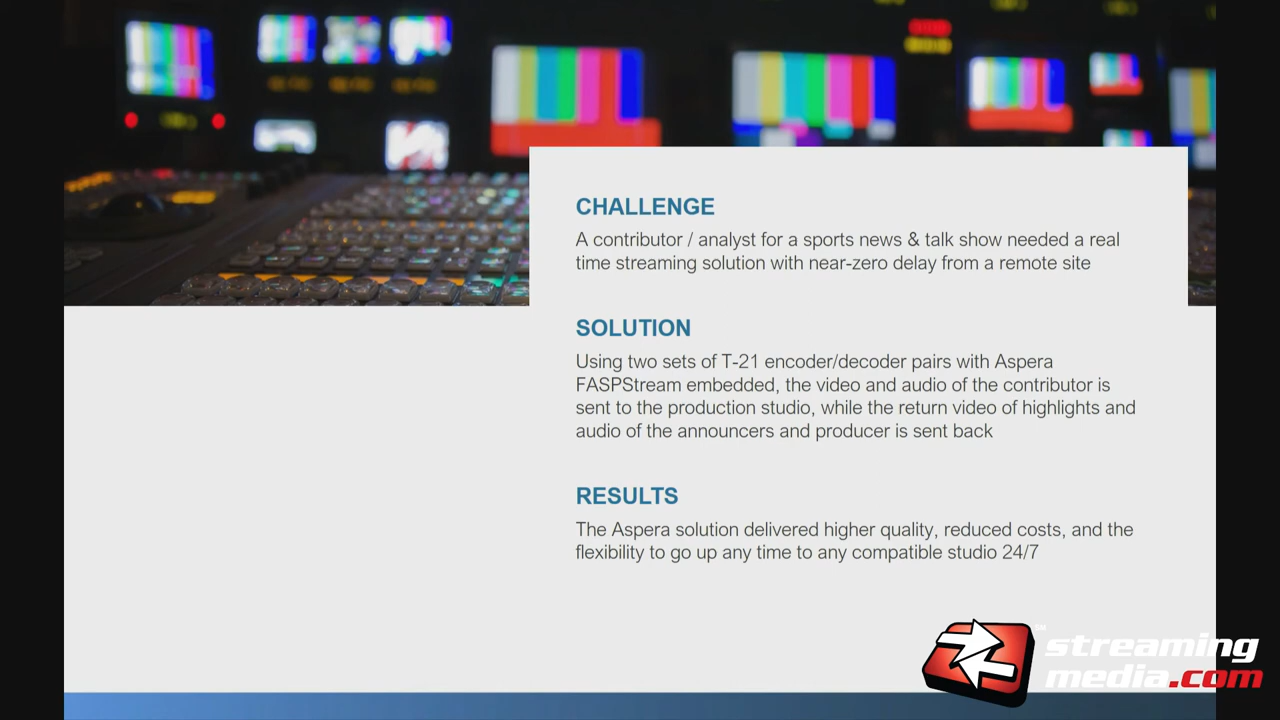 CHALLENGE
A contributor / analyst for a sports news & talk show needed a real
time streaming solution with near-zero delay from a remote site
SOLUTION
Using two sets of T-21 encoder/decoder pairs with Aspera
FASPStream embedded, the video and audio of the contributor is
sent to the production studio, while the return video of highlights and
audio of the announcers and producer is sent back
RESULTS
The Aspera solution delivered higher quality, reduced costs, and the
flexibility to go up any time to any compatible studio 24/7
SM
streaming
media.com